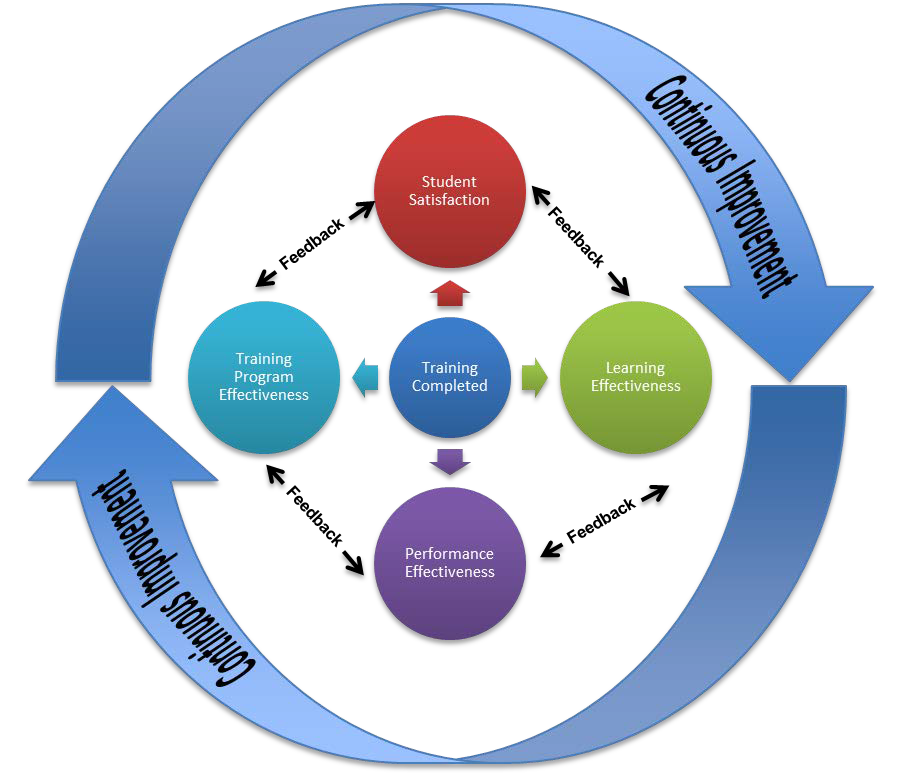 Continuous Improvement
Student
Satisfaction
Feedback
Feedback
Training
Program
Effectiveness
Training
Completed
Learning
Effectiveness
Feedback
Feedback
Performance
Effectiveness
Continuous Improvement